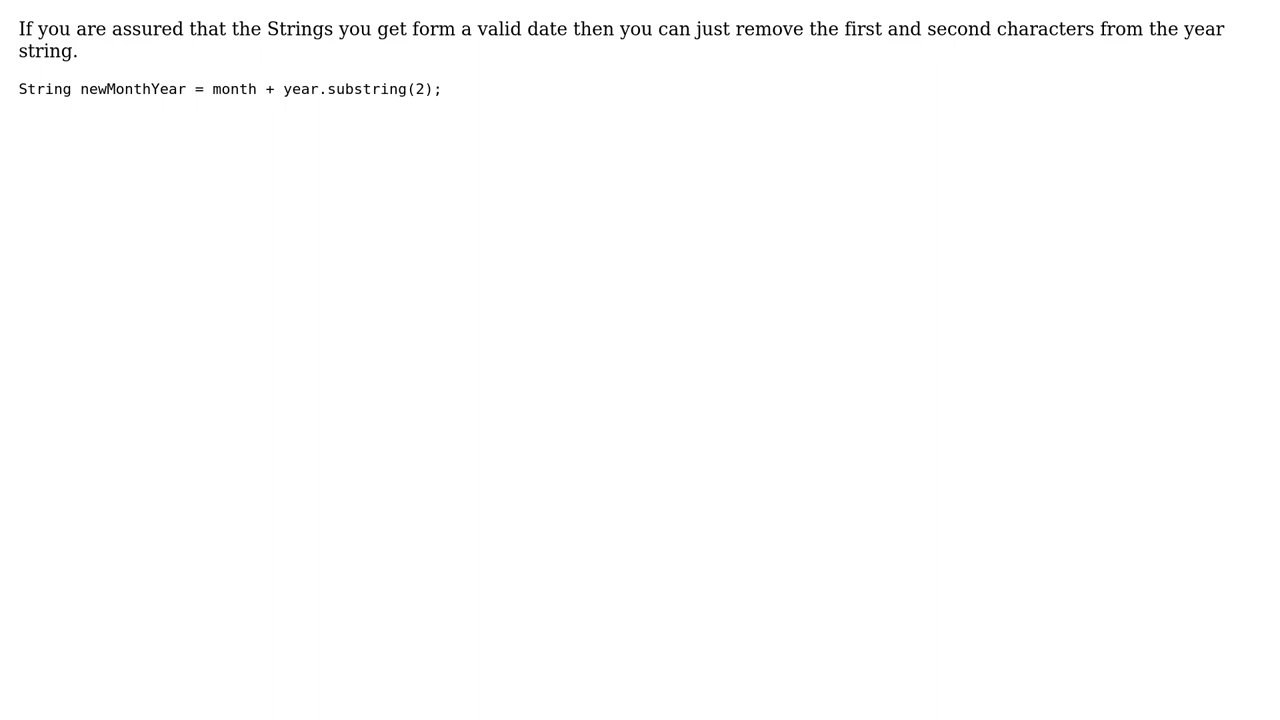 If you are assured that the Strings you get form a valid date then you can just remove the first and second characters from the year
string.
String newMonthYear = month + year.substring(2);